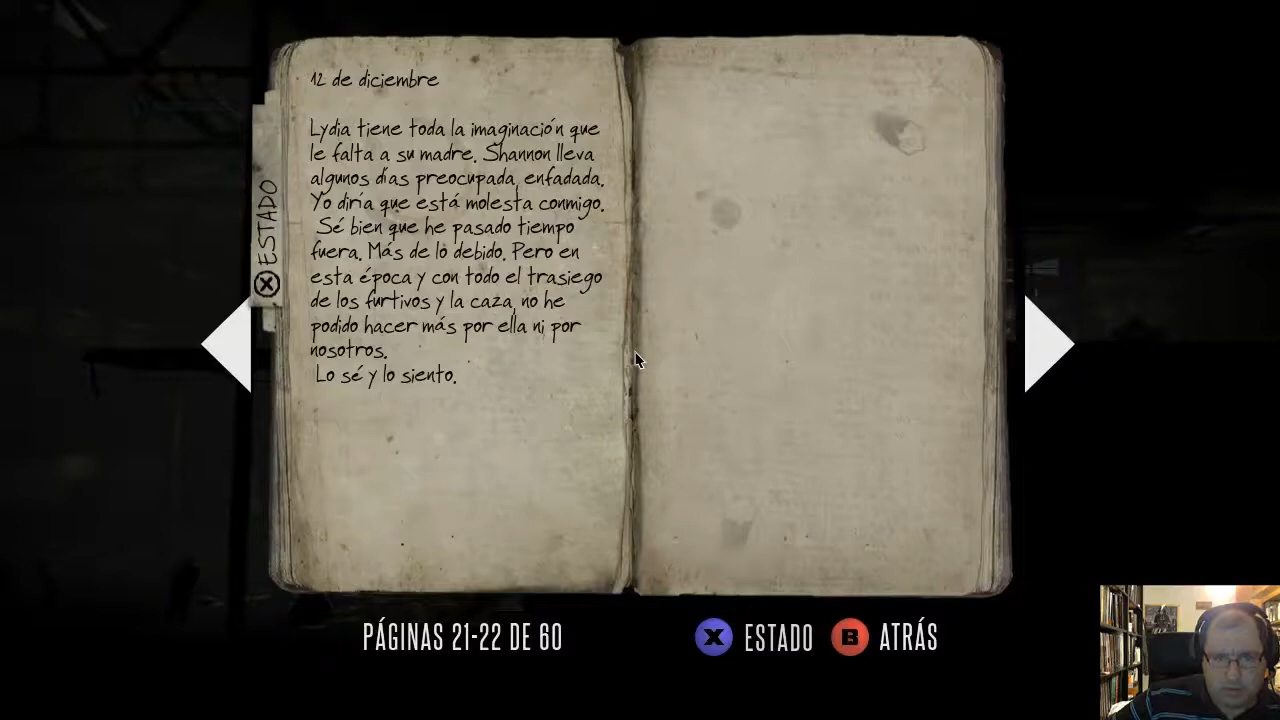 12 de diciembre
Lydia tiene toda la imaginación que
le falta a su madre. Shannon lleva
algunos días preocupada, enfadada.
Yo diría que está molesta conmigo.
Sé bien que he pasado tiempo
fuera. Más de lo debido. Pero en
esta época y con todo el trasiego
de los furtivos y la caza, no he
podido hacer más por ella ni por
nosotros.
Lo sé y lo siento.
X ESTADO
PÁGINAS 21-22 DE 60
X ESTADO B ATRÁS